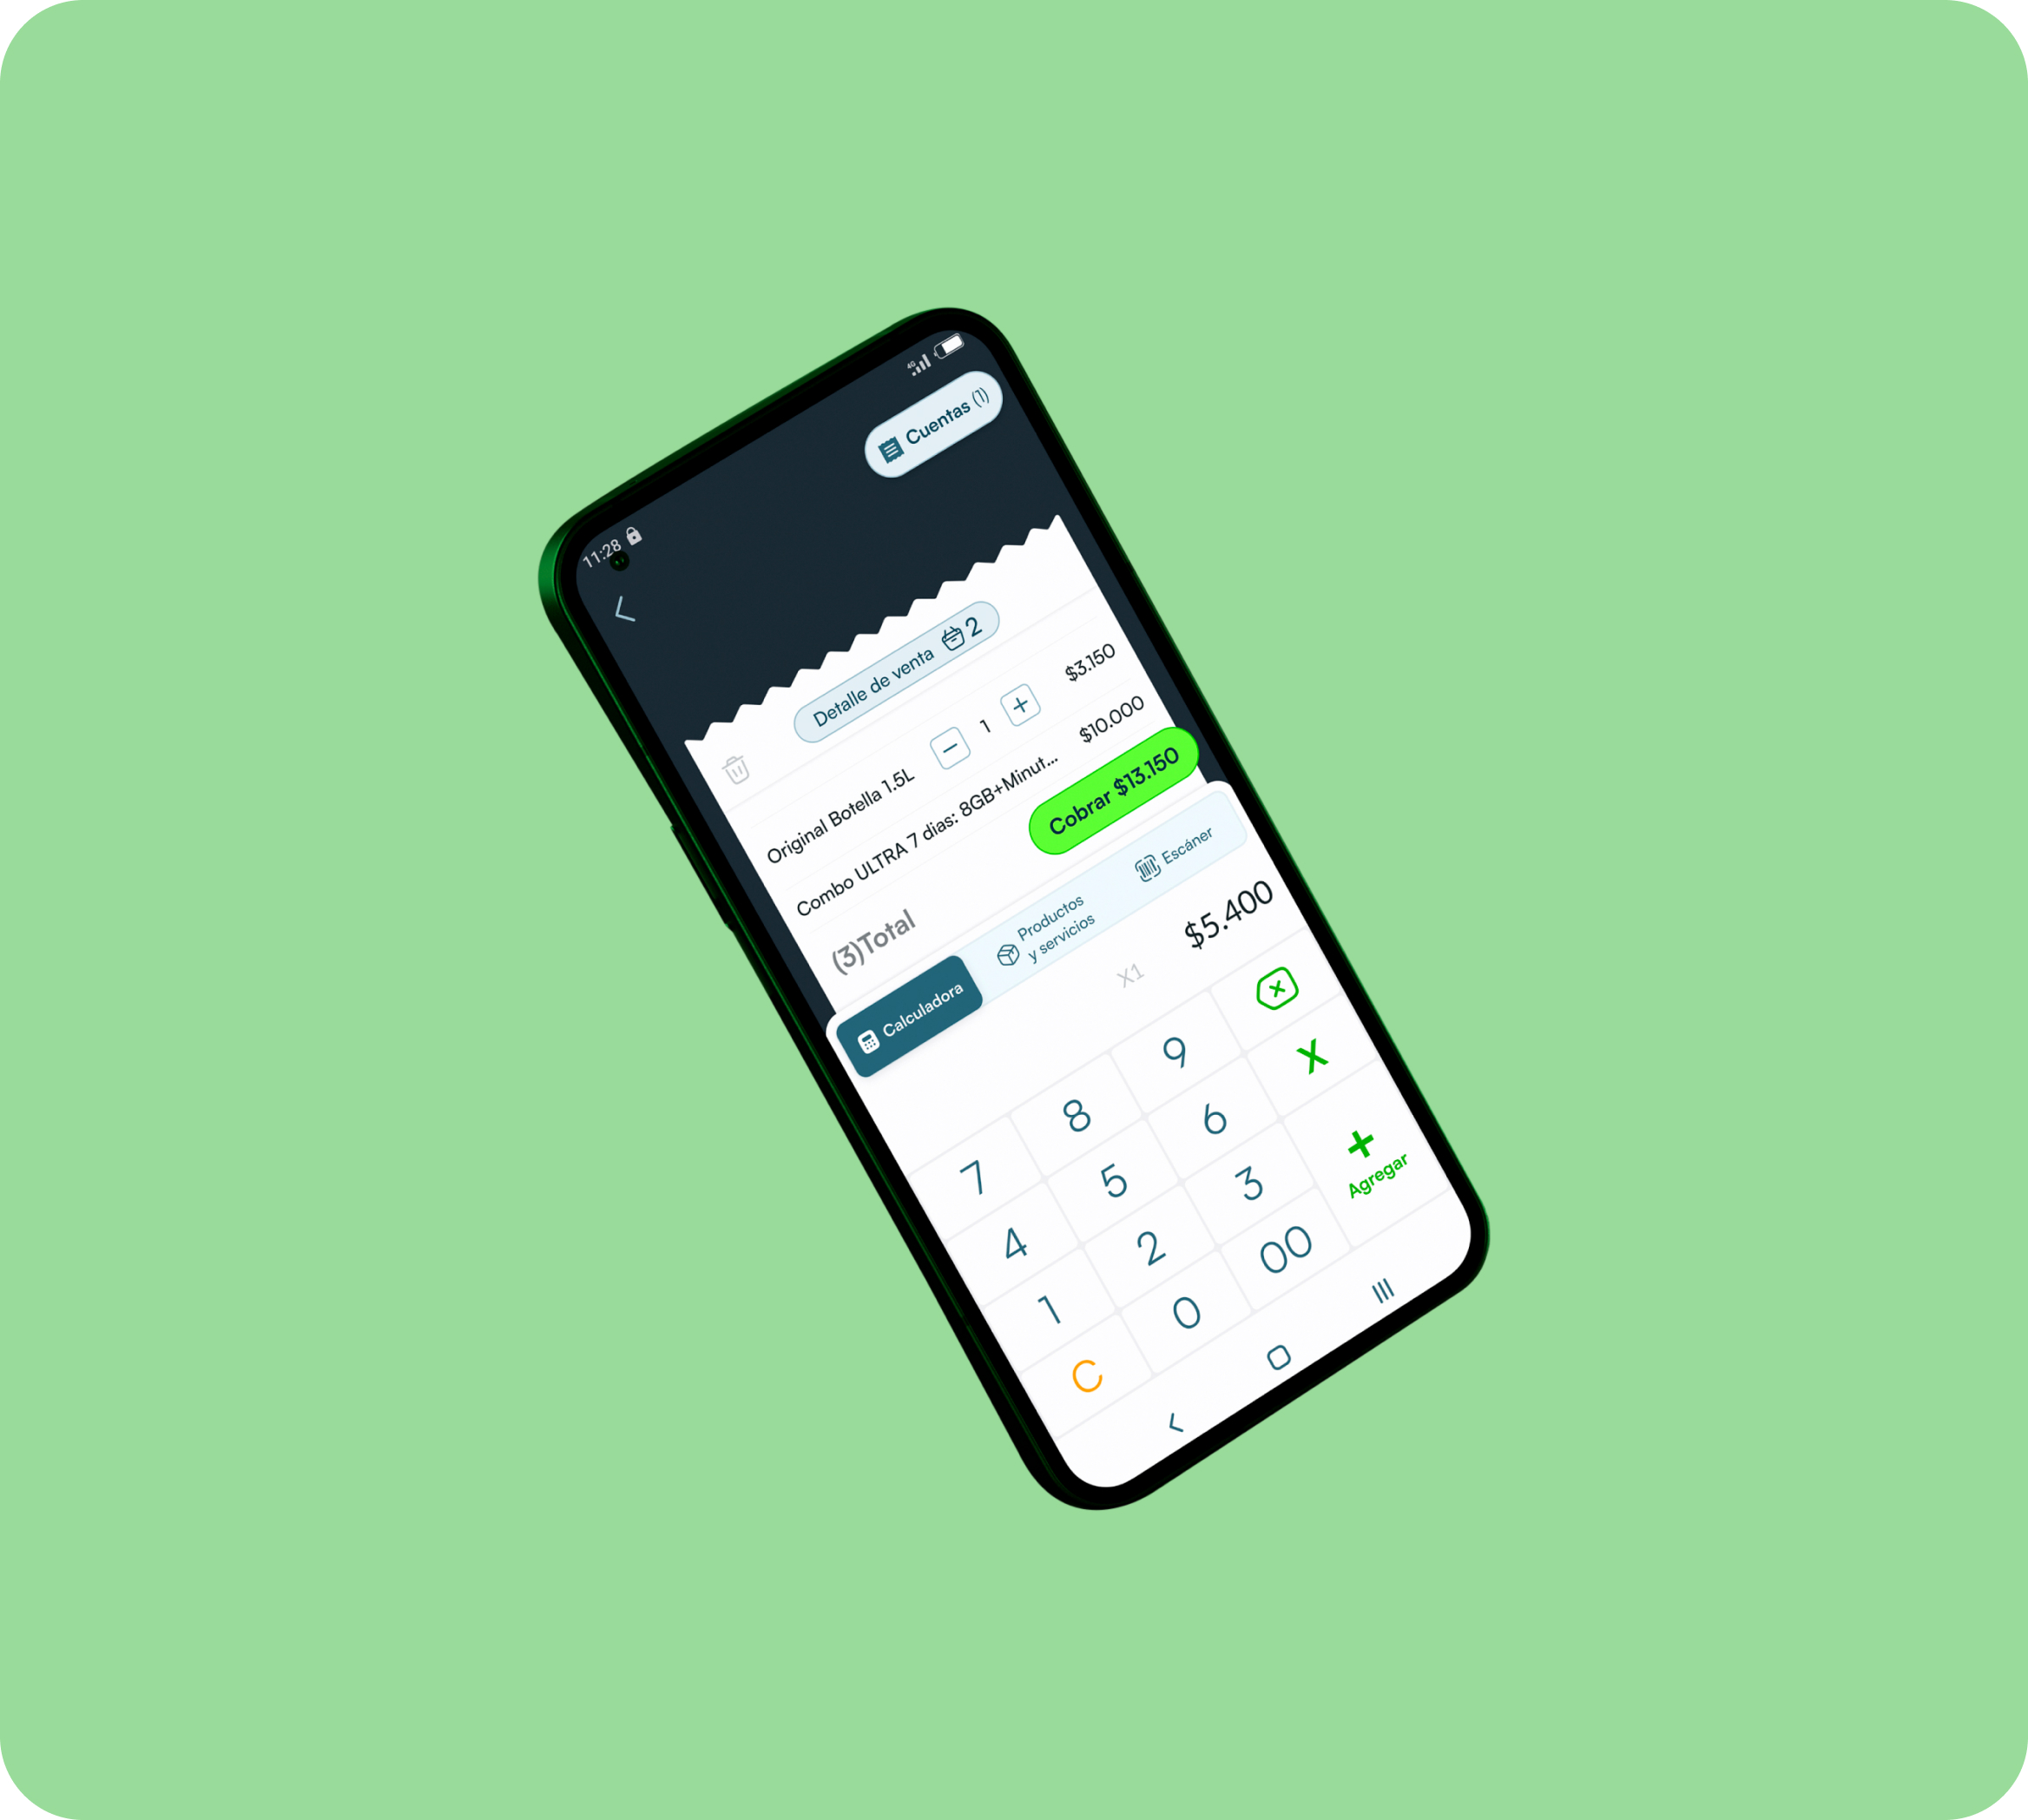 11:28
4G
Cuentas (1)
Detalle de venta 2
Original Botella 1.5L 1 $3.150
Combo ULTRA 7 dias: 8GB+Minut... $10.000
(3)Total
Cobrar $13.150
Calculadora
Productos
y servicios
Escáner
X1
$5.400
7 8 9
4 5 6 X
1 2 3 +
Agregar
C 0 00